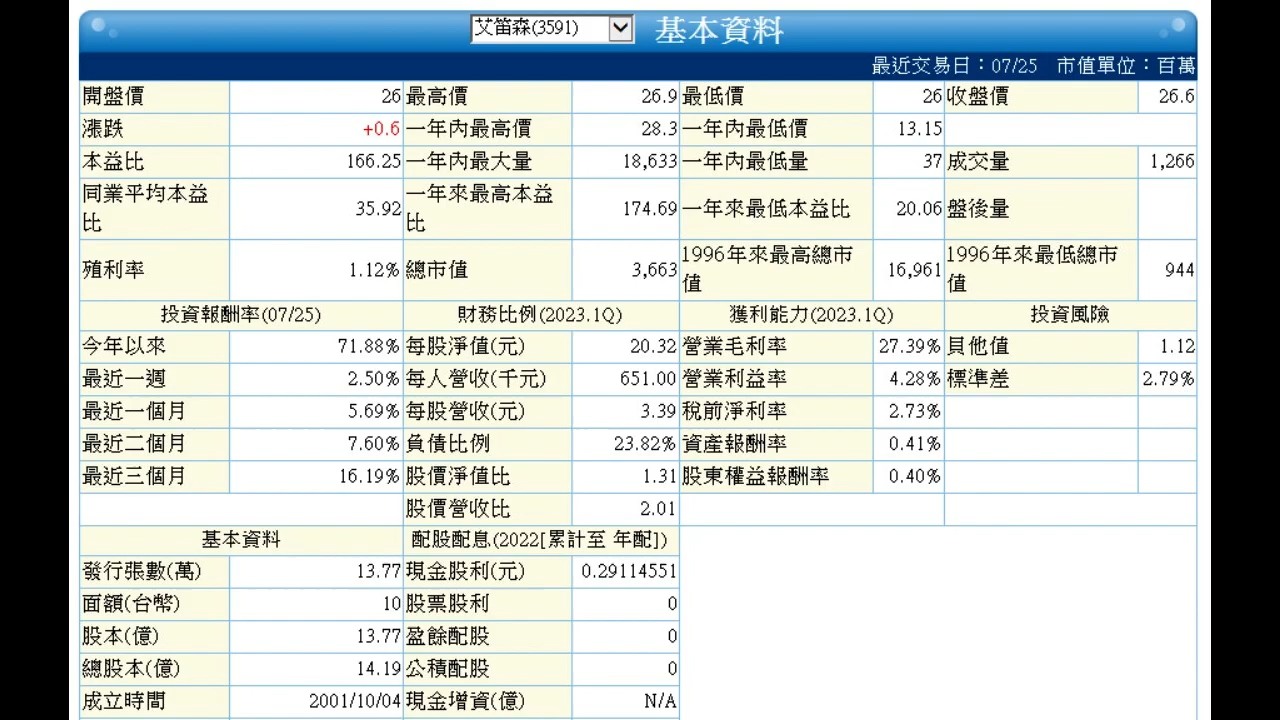 艾笛森(3591) 基本資料
最近交易日：07/25 市值單位：百萬
開盤價 26 最高價 26.9 最低價 26 收盤價 26.6
漲跌 +0.6 一年內最高價 28.3 一年內最低價 13.15
本益比 166.25 一年內最大量 18,633 一年內最低量 37 成交量 1,266
同業平均本益比 35.92 一年來最高本益比 174.69 一年來最低本益比 20.06 盤後量
殖利率 1.12% 總市值 3,663 1996年來最高總市值 16,961 1996年來最低總市值 944
投資報酬率(07/25) 財務比例(2023.1Q) 獲利能力(2023.1Q) 投資風險
今年以來 71.88% 每股淨值(元) 20.32 營業毛利率 27.39% 貝他值 1.12
最近一週 2.50% 每人營收(千元) 651.00 營業利益率 4.28% 標準差 2.79%
最近一個月 5.69% 每股營收(元) 3.39 稅前淨利率 2.73%
最近二個月 7.60% 負債比例 23.82% 資產報酬率 0.41%
最近三個月 16.19% 股價淨值比 1.31 股東權益報酬率 0.40%
股價營收比 2.01
基本資料 配股配息(2022[累計至 年配])
發行張數(萬) 13.77 現金股利(元) 0.29114551
面額(台幣) 10 股票股利 0
股本(億) 13.77 盈餘配股 0
總股本(億) 14.19 公積配股 0
成立時間 2001/10/04 現金增資(億) N/A